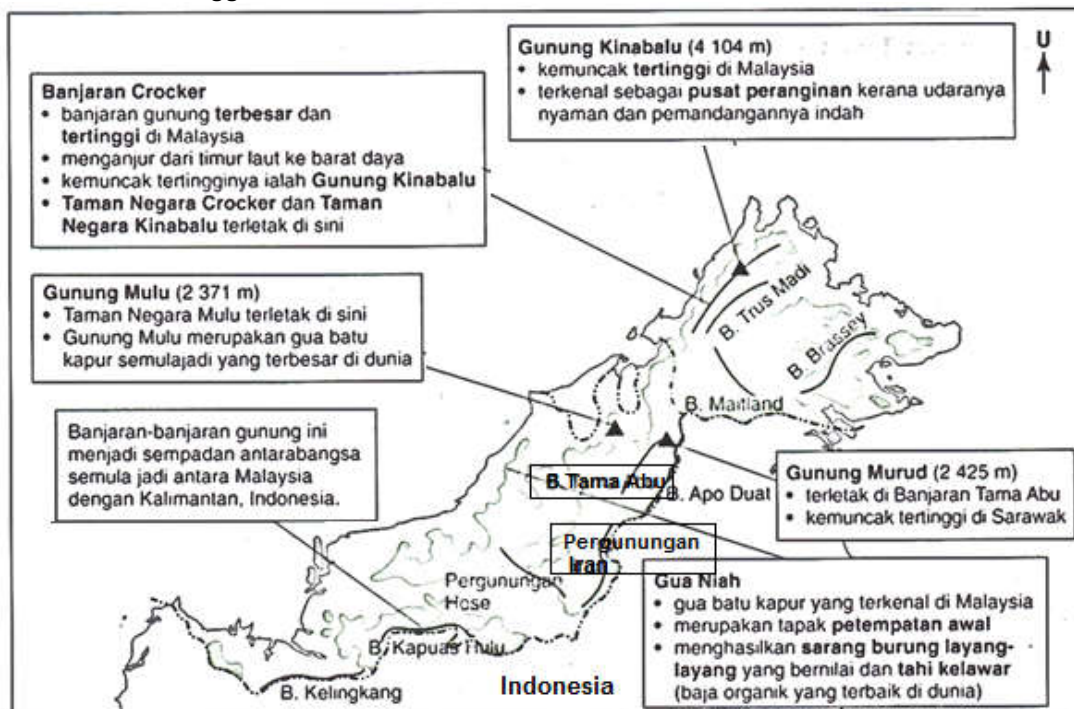 Gunung Kinabalu (4 104 m)
• kemuncak tertinggi di Malaysia
• terkenal sebagai pusat peranginan kerana udaranya
nyaman dan pemandangannya indah
U
Banjaran Crocker
• banjaran gunung terbesar dan
tertinggi di Malaysia
• menganjur dari timur laut ke barat daya
• kemuncak tertingginya ialah Gunung Kinabalu
• Taman Negara Crocker dan Taman
Negara Kinabalu terletak di sini
Gunung Mulu (2 371 m)
• Taman Negara Mulu terletak di sini
• Gunung Mulu merupakan gua batu
kapur semulajadi yang terbesar di dunia
B. Trus Madi
B. Brassey
B. Maitland
Banjaran-banjaran gunung ini
menjadi sempadan antarabangsa
semula jadi antara Malaysia
dengan Kalimantan, Indonesia.
B. Tama Abu
B. Apo Duat
Gunung Murud (2 425 m)
• terletak di Banjaran Tama Abu
• kemuncak tertinggi di Sarawak
Pergunungan
Iran
Pergunungan
Hose
Gua Niah
• gua batu kapur yang terkenal di Malaysia
• merupakan tapak petempatan awal
• menghasilkan sarang burung layang-
layang yang bernilai dan tahi kelawar
(baja organik yang terbaik di dunia)
B. Kapuas Hulu
B. Kelingkang
Indonesia